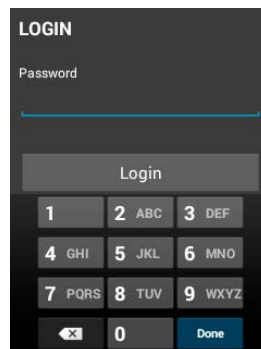 LOGIN
Password
Login
1 2 ABC 3 DEF
4 GHI 5 JKL 6 MNO
7 PQRS 8 TUV 9 WXYZ
0 Done